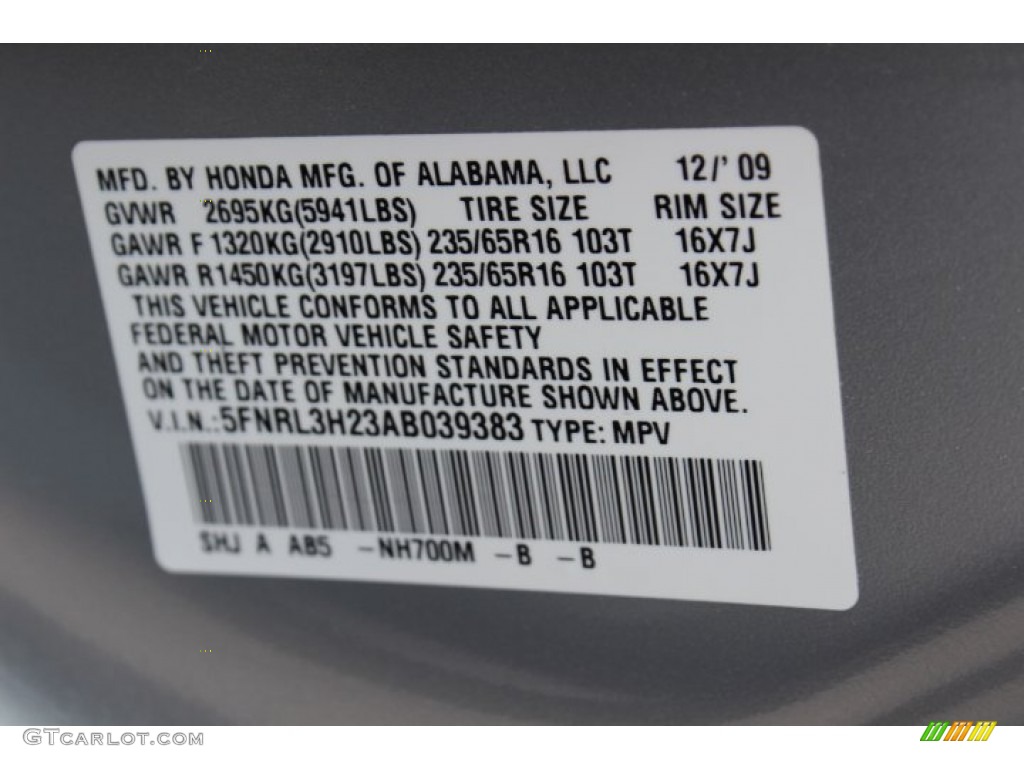 MFD. BY HONDA MFG. OF ALABAMA, LLC 12/' 09
GVWR 2695KG(5941LBS) TIRE SIZE RIM SIZE
GAWR F 1320KG(2910LBS) 235/65R16 103T 16X7J
GAWR R1450KG(3197LBS) 235/65R16 103T 16X7J
THIS VEHICLE CONFORMS TO ALL APPLICABLE
FEDERAL MOTOR VEHICLE SAFETY
AND THEFT PREVENTION STANDARDS IN EFFECT
ON THE DATE OF MANUFACTURE SHOWN ABOVE.
V.I.N.:5FNRL3H23AB039383 TYPE: MPV
SHJ A AB5 -NH700M -B -B
GTCARLOT.COM